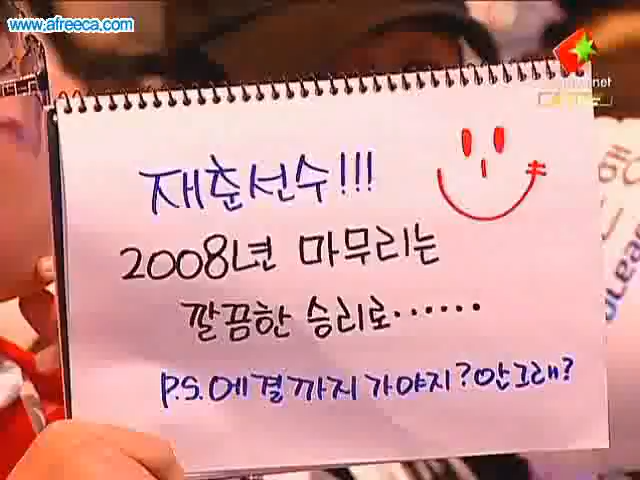 www.afreeca.com
재춘선수!!!
2008년 마무리는
깔끔한 승리로······
P.S.에결까지 가야지?안그래?